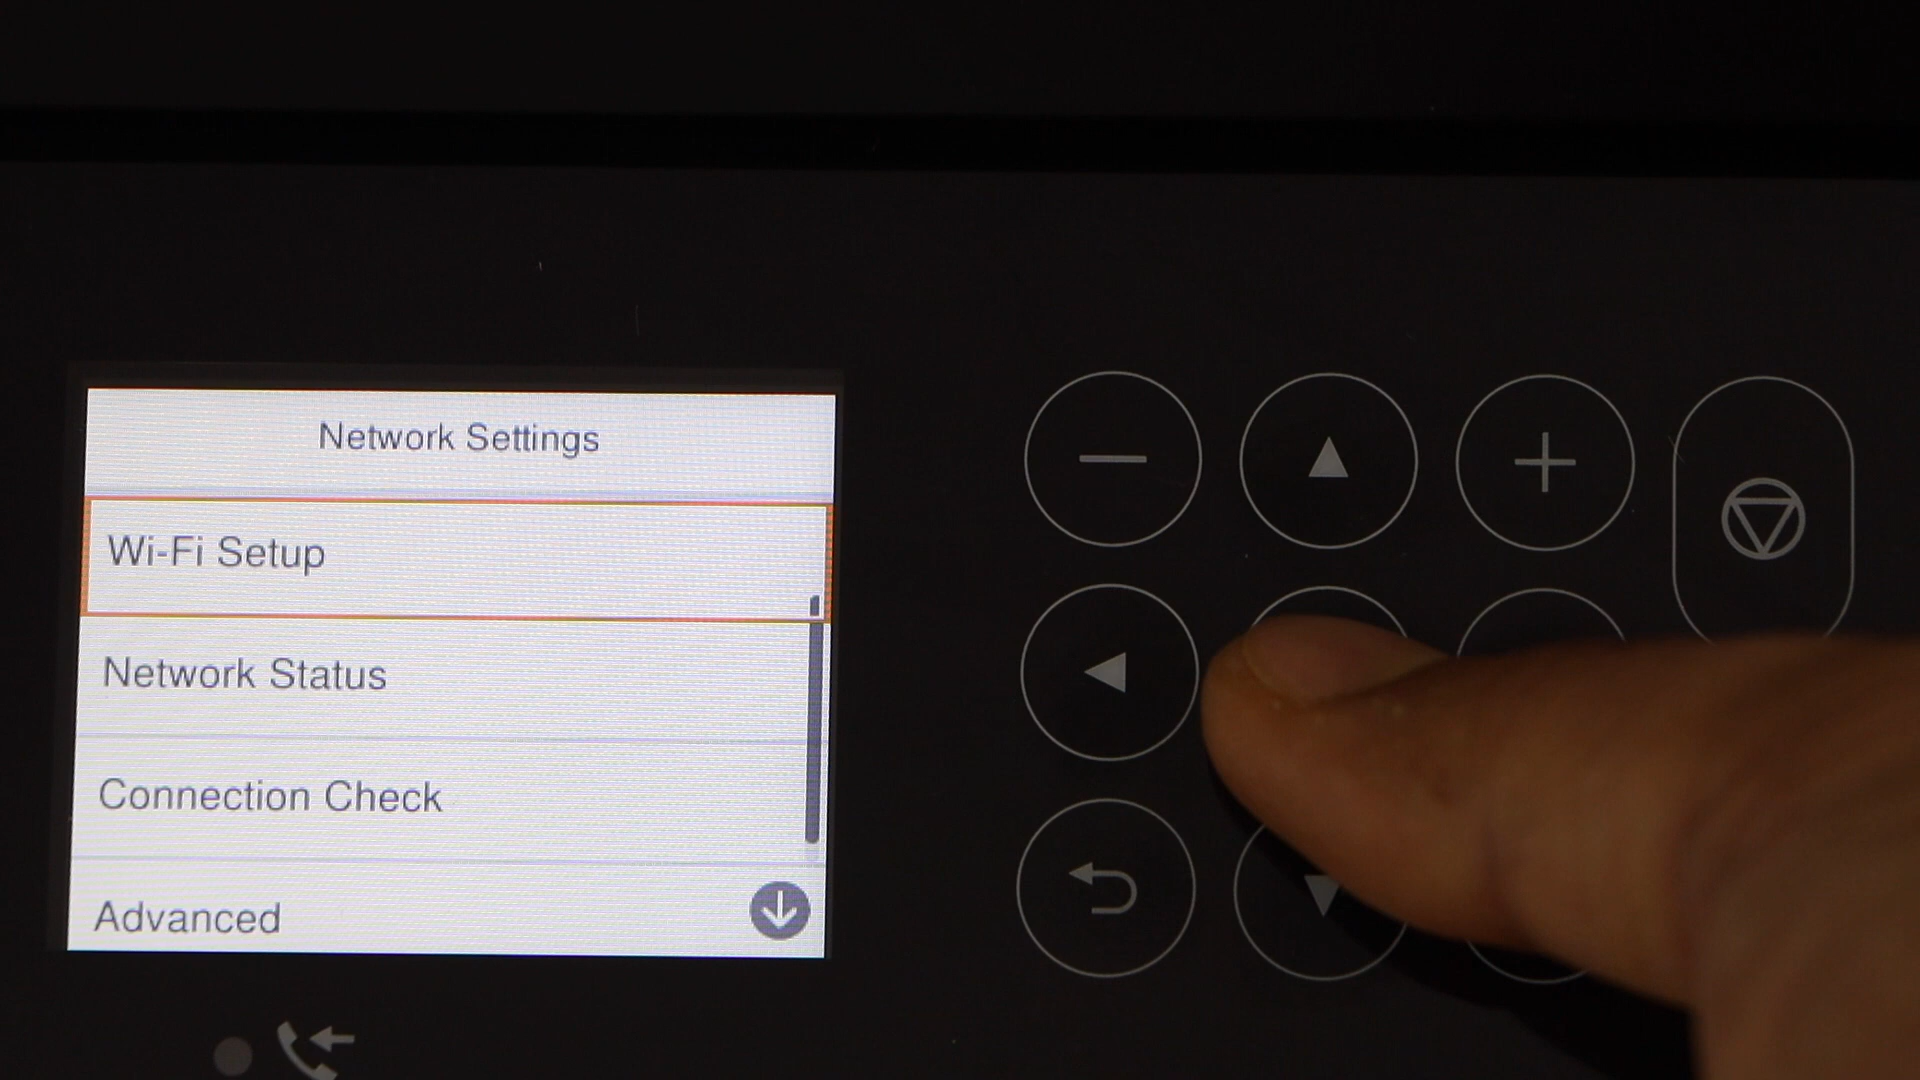 Network Settings
Wi-Fi Setup
Network Status
Connection Check
Advanced